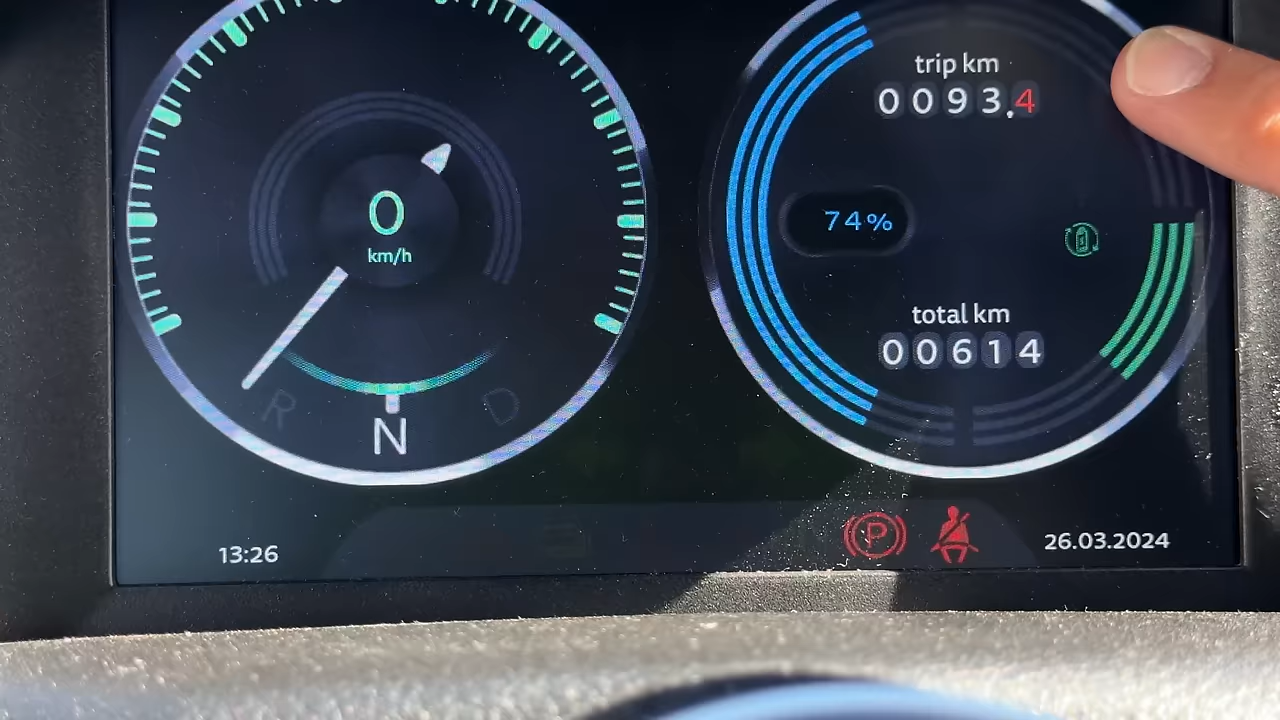 trip km
0093.4
0
km/h
74%
total km
00614
R
N
D
P
13:26
26.03.2024